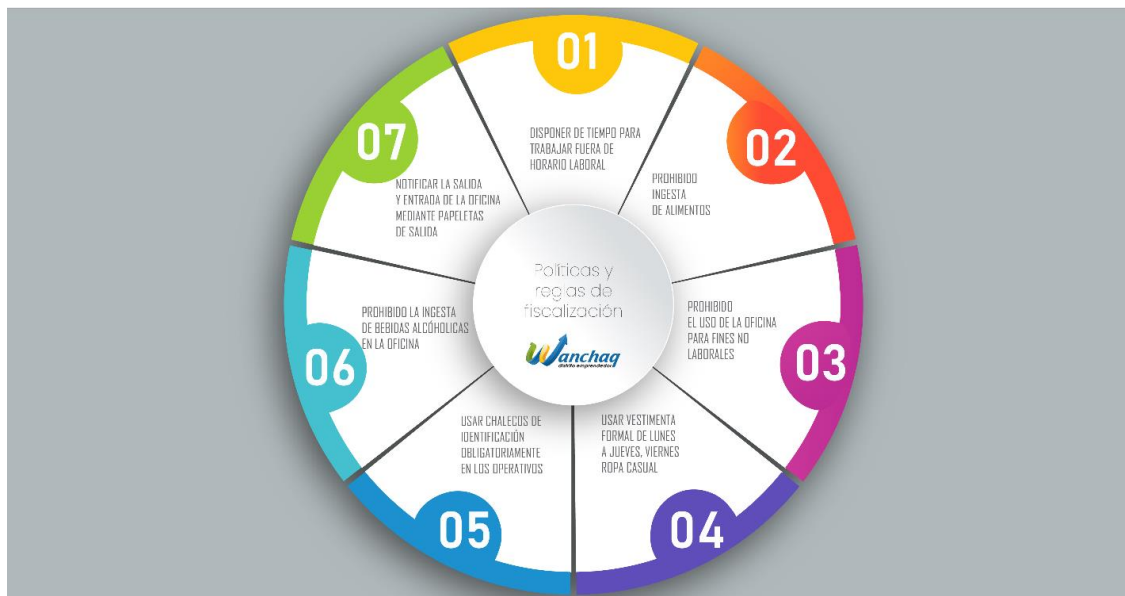 01
DISPONER DE TIEMPO PARA
TRABAJAR FUERA DE
HORARIO LABORAL
02
PROHIBIDO
INGESTA
DE ALIMENTOS
03
PROHIBIDO
EL USO DE LA OFICINA
PARA FINES NO
LABORALES
04
USAR VESTIMENTA
FORMAL DE LUNES
A JUEVES, VIERNES
ROPA CASUAL
05
USAR CHALECOS DE
IDENTIFICACIÓN
OBLIGATORIAMENTE
EN LOS OPERATIVOS
06
PROHIBIDO LA INGESTA
DE BEBIDAS ALCÓHOLICAS
EN LA OFICINA
07
NOTIFICAR LA SALIDA
Y ENTRADA DE LA OFICINA
MEDIANTE PAPELETAS
DE SALIDA
Políticas y
reglas de
fiscalización
Wanchaq
distrito emprendedor